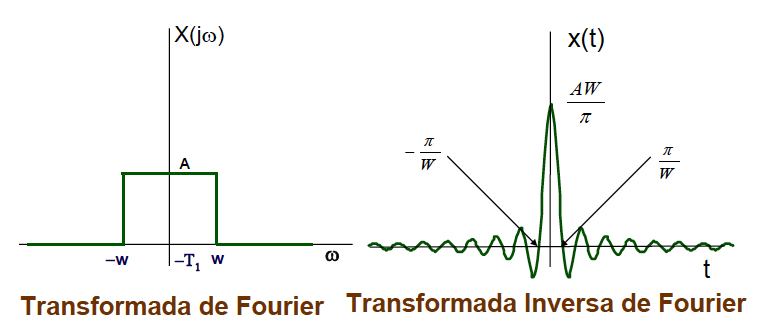 X(jω)
A
−w
−T₁
w
ω
Transformada de Fourier
x(t)
AW/π
−π/W
π/W
t
Transformada Inversa de Fourier